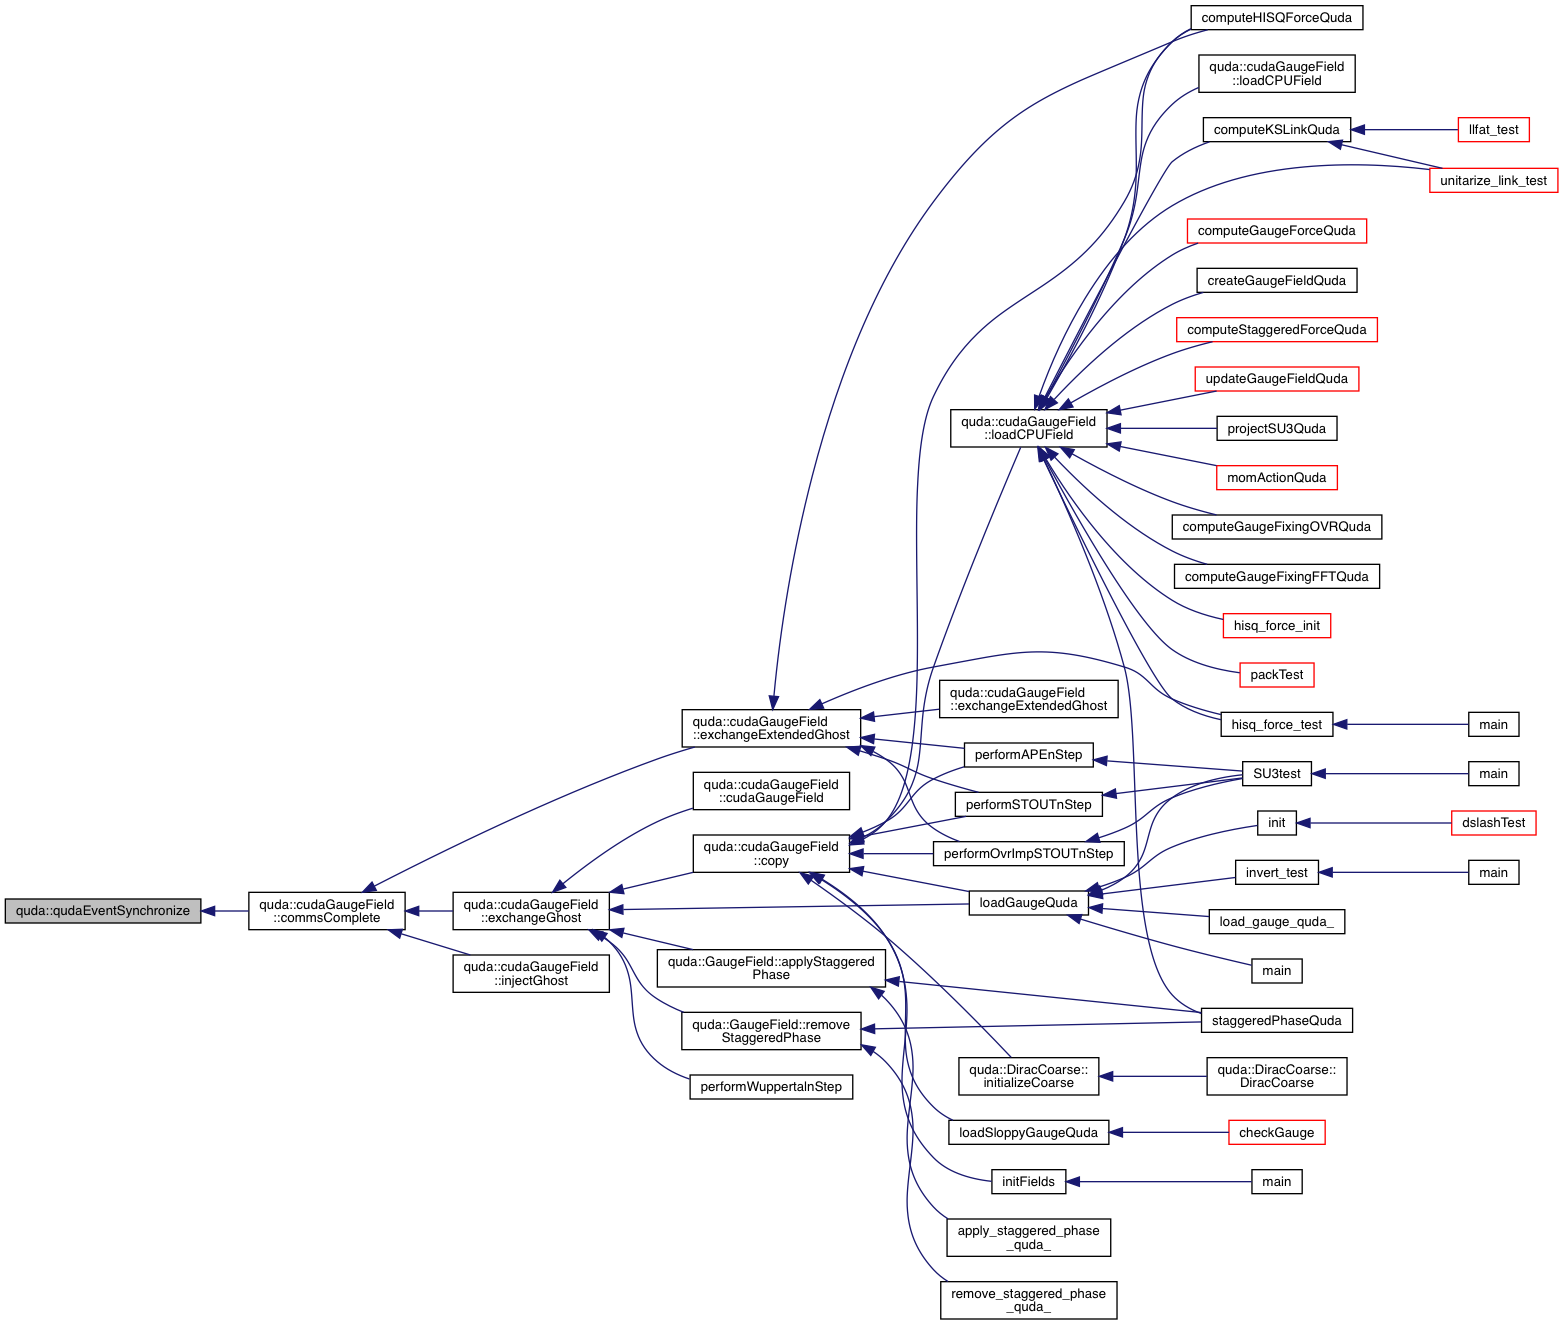 computeHISQForceQuda
quda::cudaGaugeField
::loadCPUField
computeKSLinkQuda
llfat_test
unitarize_link_test
computeGaugeForceQuda
createGaugeFieldQuda
computeStaggeredForceQuda
updateGaugeFieldQuda
quda::cudaGaugeField
::loadCPUField
projectSU3Quda
momActionQuda
computeGaugeFixingOVRQuda
computeGaugeFixingFFTQuda
hisq_force_init
packTest
quda::cudaGaugeField
::exchangeExtendedGhost
quda::cudaGaugeField
::exchangeExtendedGhost
hisq_force_test
main
performAPEnStep
SU3test
main
quda::cudaGaugeField
::cudaGaugeField
performSTOUTnStep
init
dslashTest
quda::cudaGaugeField
::copy
performOvrImpSTOUTnStep
invert_test
main
quda::qudaEventSynchronize
quda::cudaGaugeField
::commsComplete
quda::cudaGaugeField
::exchangeGhost
loadGaugeQuda
load_gauge_quda_
quda::cudaGaugeField
::injectGhost
quda::GaugeField::applyStaggered
Phase
main
quda::GaugeField::remove
StaggeredPhase
staggeredPhaseQuda
performWuppertalnStep
quda::DiracCoarse::
initializeCoarse
quda::DiracCoarse::
DiracCoarse
loadSloppyGaugeQuda
checkGauge
initFields
main
apply_staggered_phase
_quda_
remove_staggered_phase
_quda_